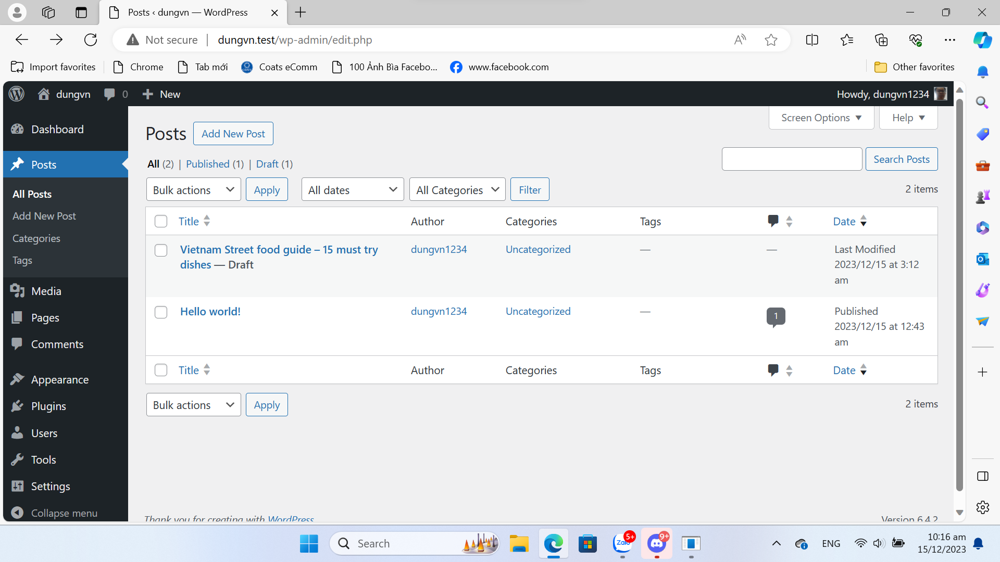 Posts ‹ dungvn — WordPress
Not secure
dungvn.test/wp-admin/edit.php
Import favorites
Chrome
Tab mới
Coats eComm
100 Ảnh Bìa Facebo...
www.facebook.com
Other favorites
dungvn
0
New
Howdy, dungvn1234
Screen Options
Help
Dashboard
Posts
All Posts
Add New Post
Categories
Tags
Media
Pages
Comments
Appearance
Plugins
Users
Tools
Settings
Collapse menu
Posts
Add New Post
All (2) | Published (1) | Draft (1)
Search Posts
Bulk actions
Apply
All dates
All Categories
Filter
2 items
Title
Author
Categories
Tags
Date
Vietnam Street food guide – 15 must try
dishes — Draft
dungvn1234
Uncategorized
—
—
Last Modified
2023/12/15 at 3:12
am
Hello world!
dungvn1234
Uncategorized
—
1
Published
2023/12/15 at 12:43
am
Title
Author
Categories
Tags
Date
Bulk actions
Apply
2 items
Thank you for creating with WordPress
Version 6.4.2
Search
Zalo
5+
9+
ENG
10:16 am
15/12/2023